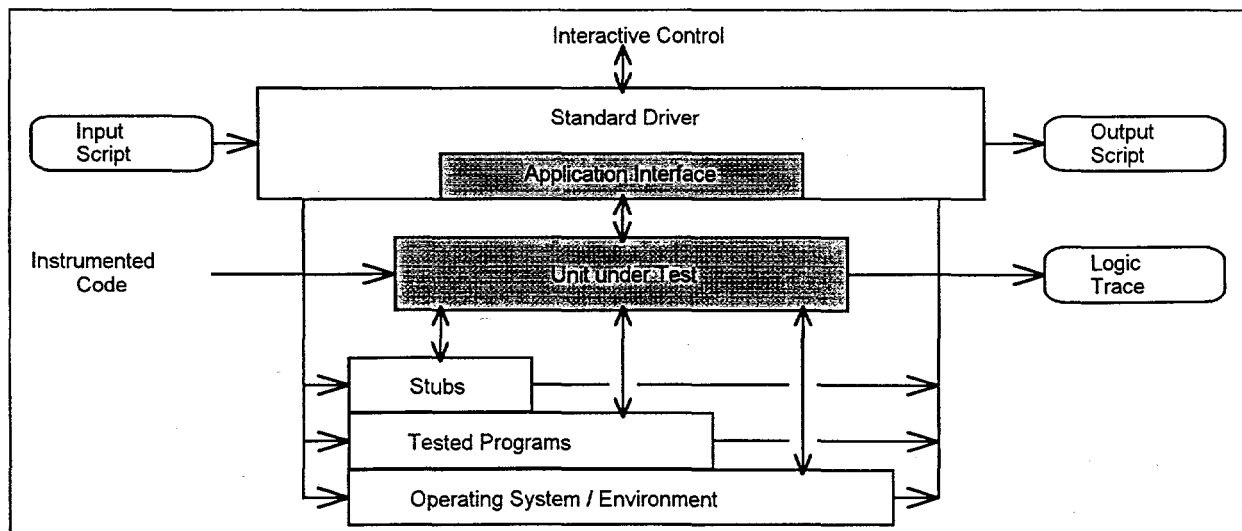 Interactive Control
Standard Driver
Input
Script
Output
Script
Application Interface
Instrumented
Code
Unit under Test
Logic
Trace
Stubs
Tested Programs
Operating System / Environment